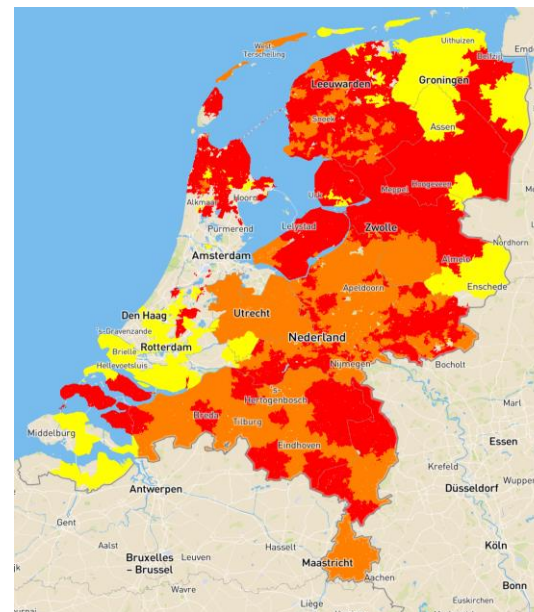 West-
Terschelling
Uithuizen
Emde
Delfzijl
Leeuwarden
Groningen
Sneek
Assen
Meppel
Hoogeveen
Urk
Alkmaar
Hoorn
Lelystad
Zwolle
Purmerend
Nordhorn
Amsterdam
Almelo
Enschede
Apeldoorn
Den Haag
Utrecht
's-Gravenzande
Nederland
Rotterdam
Brielle
Hellevoetsluis
Nijmegen
Bocholt
's-
Hertogenbosch
Breda
Tilburg
Marl
Middelburg
Eindhoven
Essen
Krefeld
Wupper
Antwerpen
Düsseldorf
Gent
Aalst
Leuven
Hasselt
Köln
Bruxelles
– Brussel
Maastricht
Aachen
Bonn
Wavre
Liège
Euskirchen